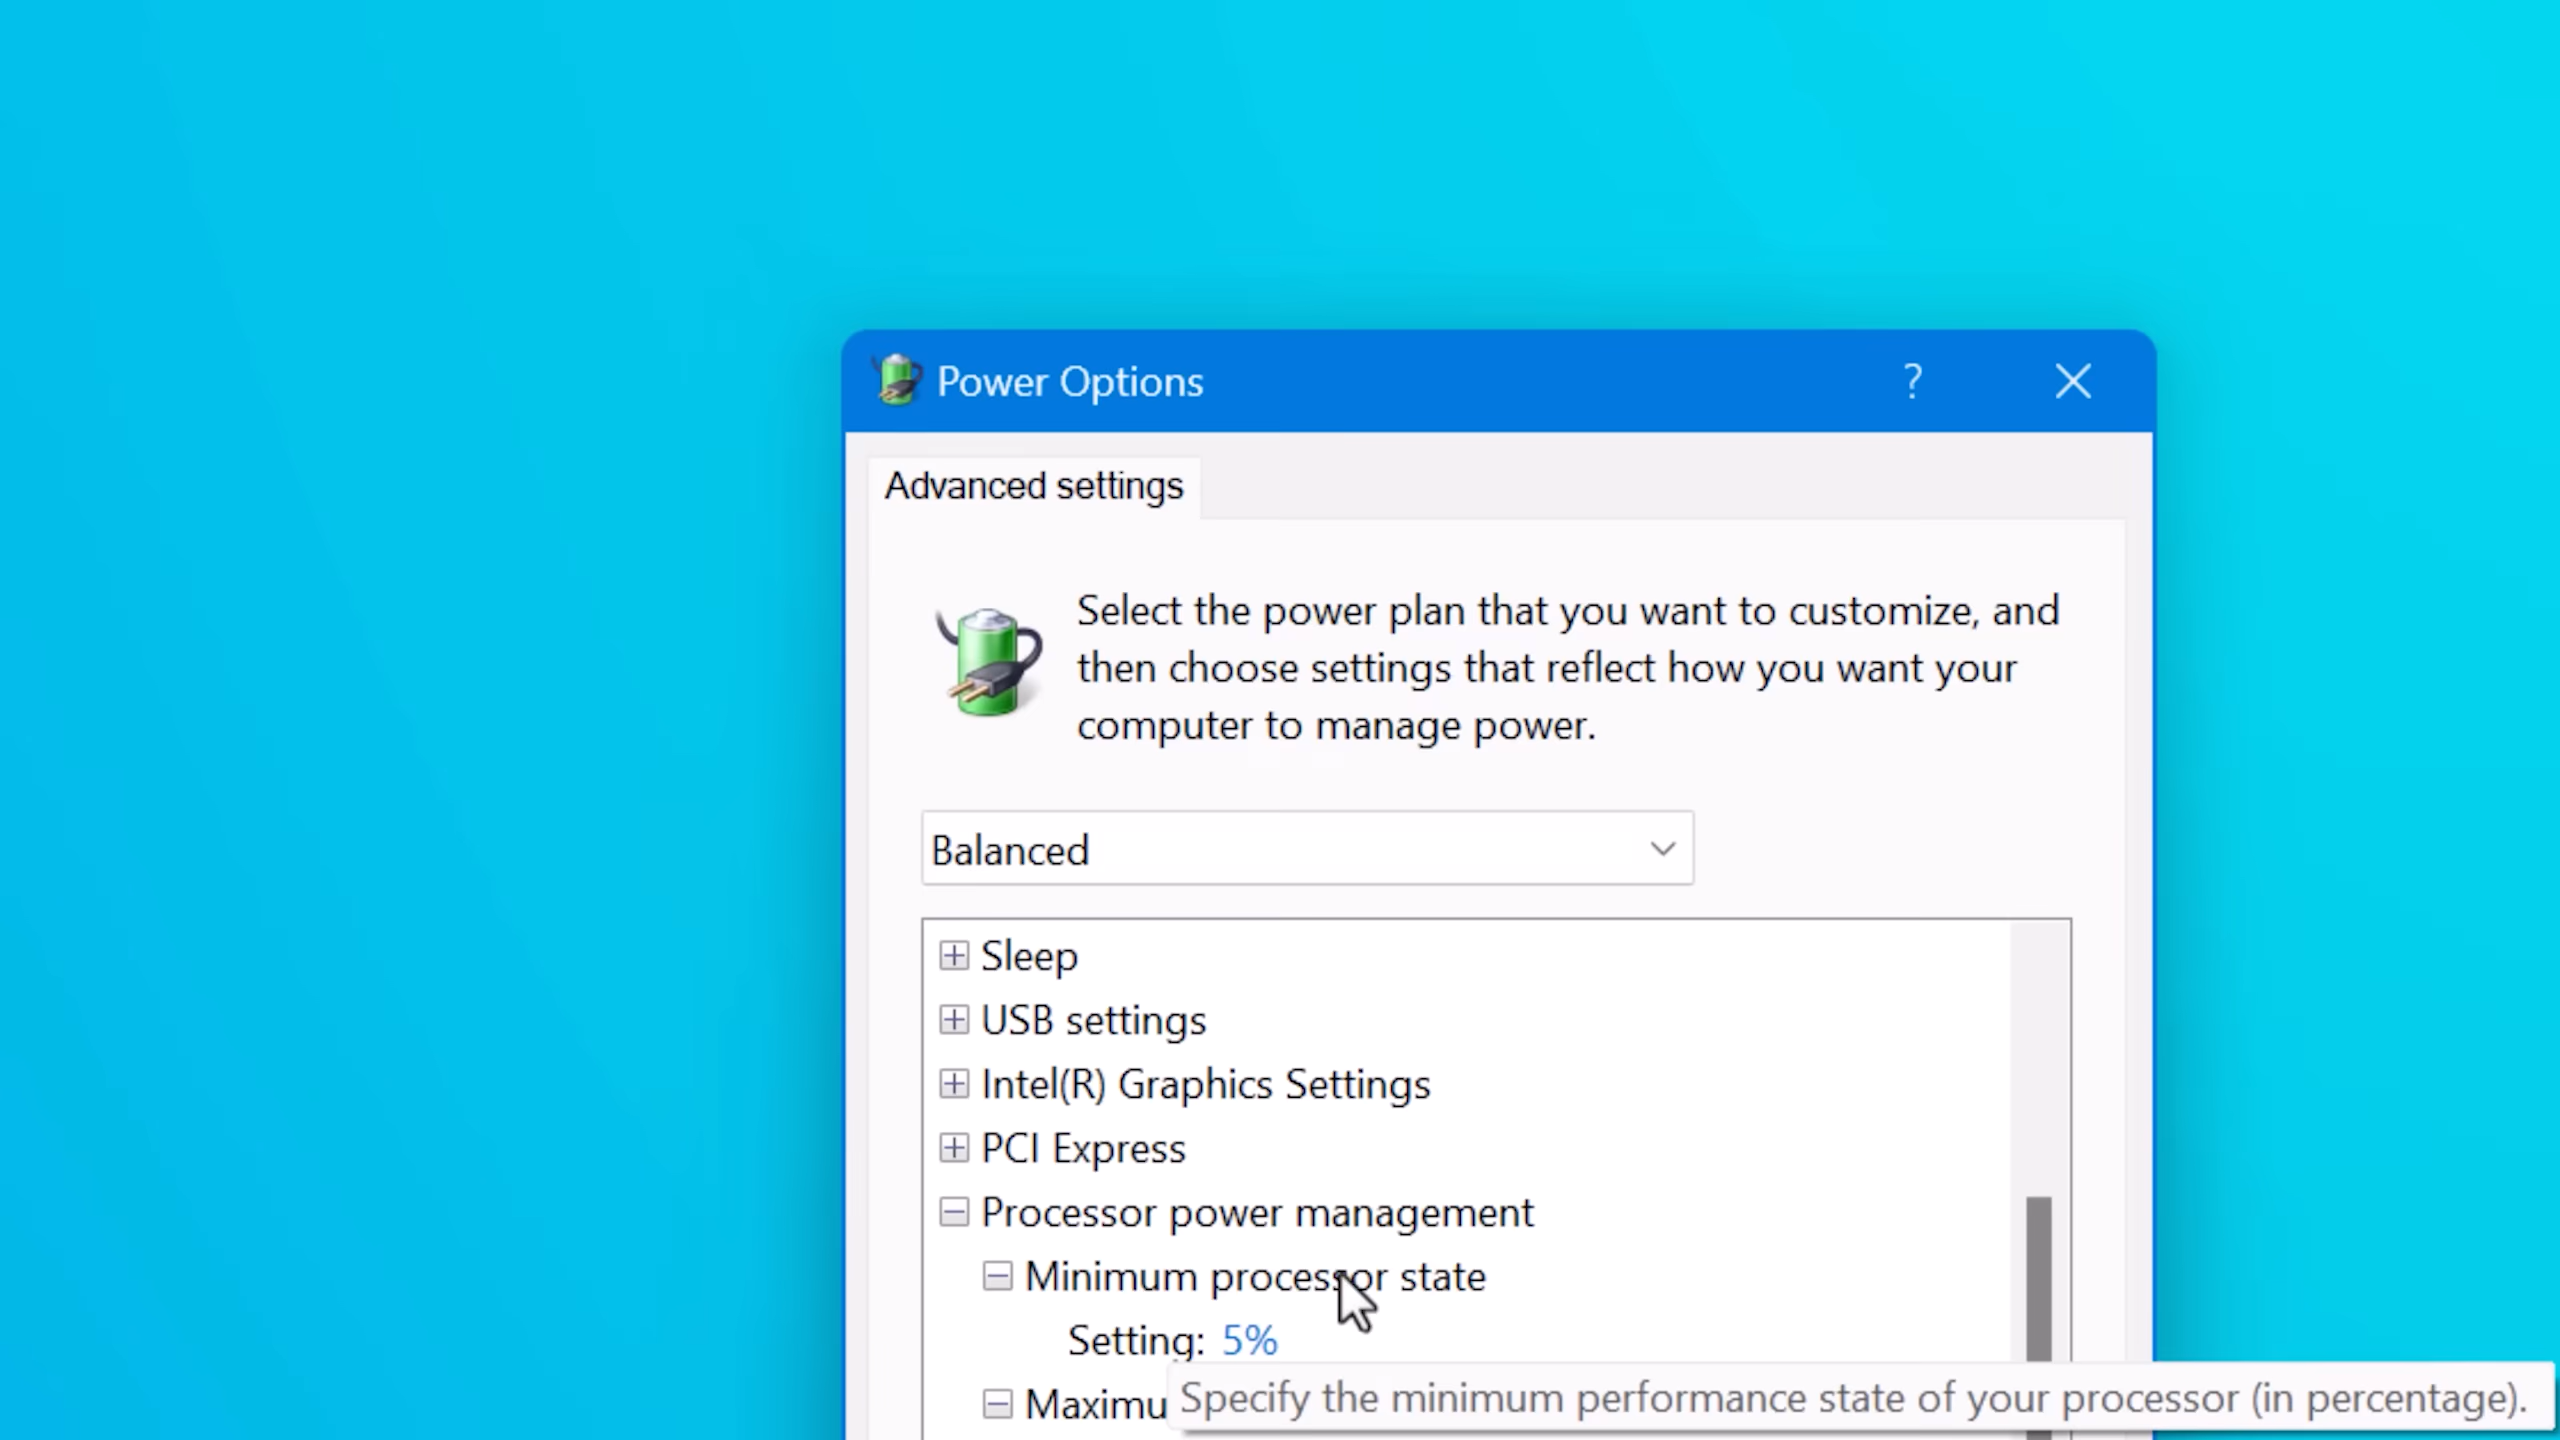 Power Options
?
Advanced settings
Select the power plan that you want to customize, and
then choose settings that reflect how you want your
computer to manage power.
Balanced
Sleep
USB settings
Intel(R) Graphics Settings
PCI Express
Processor power management
Minimum processor state
Setting: 5%
Maximu
Specify the minimum performance state of your processor (in percentage).